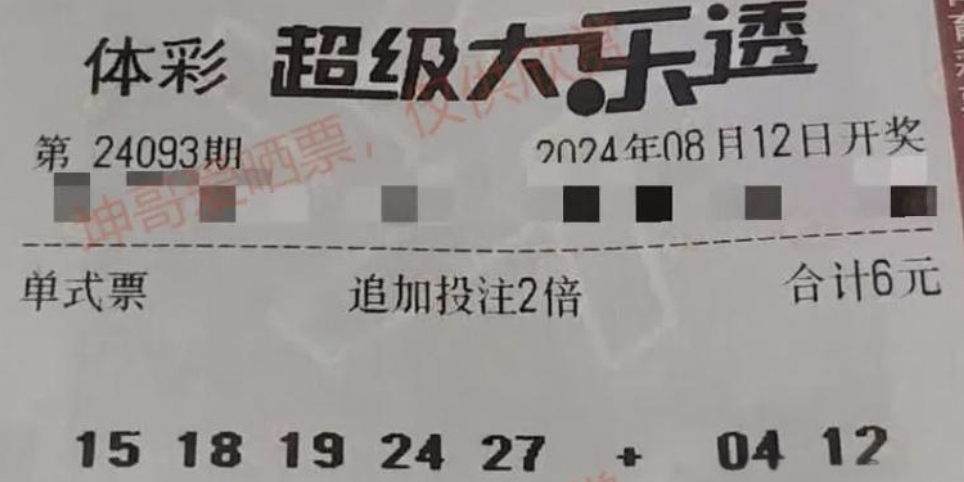 体彩 超级大乐透
第 24093期 2024年08月12日开奖
坤哥爱晒票，仅供欣赏
单式票 追加投注2倍 合计6元
15 18 19 24 27 + 04 12